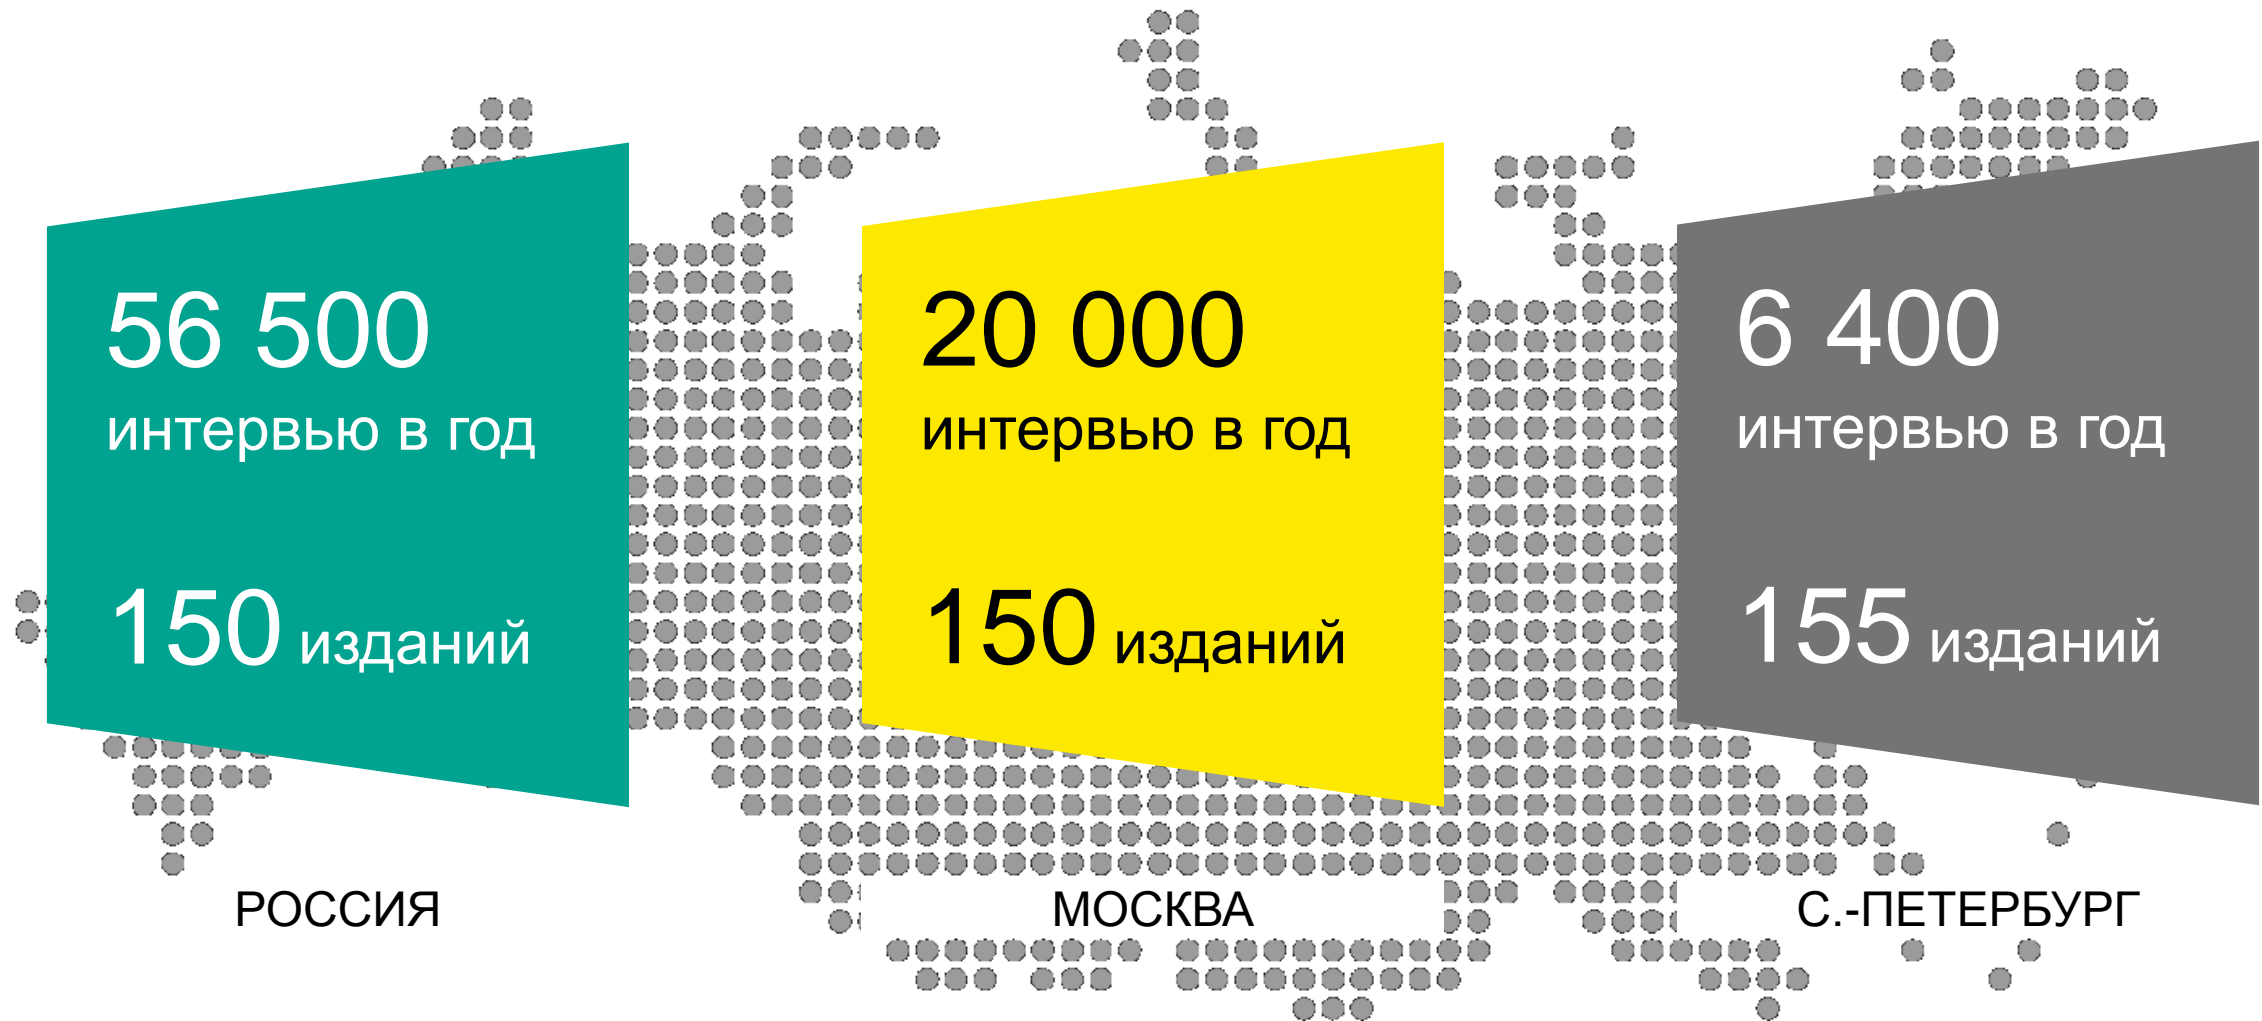 56 500
интервью в год
150 изданий
РОССИЯ
20 000
интервью в год
150 изданий
МОСКВА
6 400
интервью в год
155 изданий
С.-ПЕТЕРБУРГ